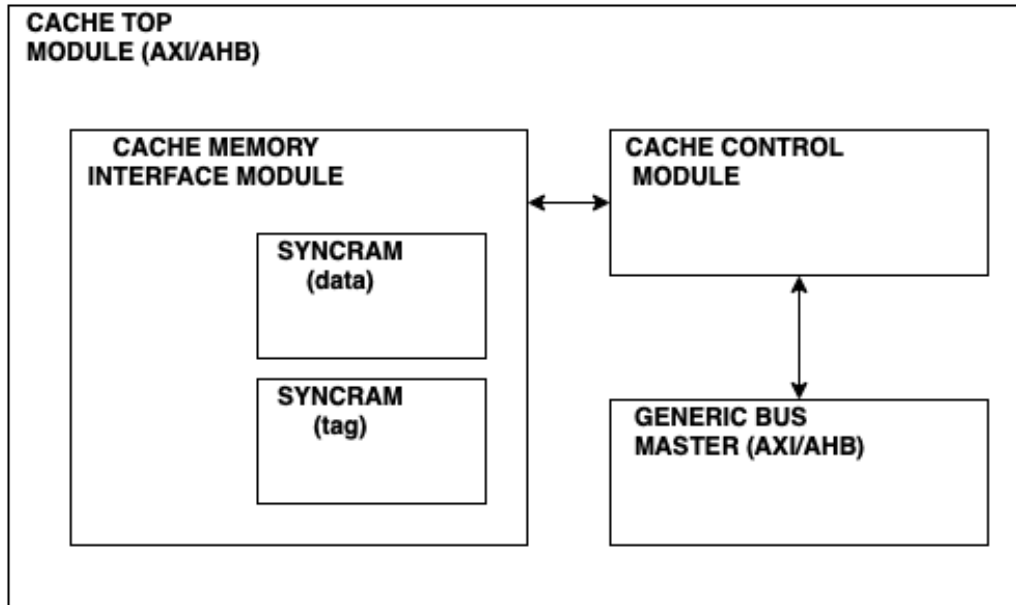 CACHE TOP
MODULE (AXI/AHB)
CACHE MEMORY
INTERFACE MODULE
SYNCRAM
(data)
SYNCRAM
(tag)
CACHE CONTROL
MODULE
GENERIC BUS
MASTER (AXI/AHB)